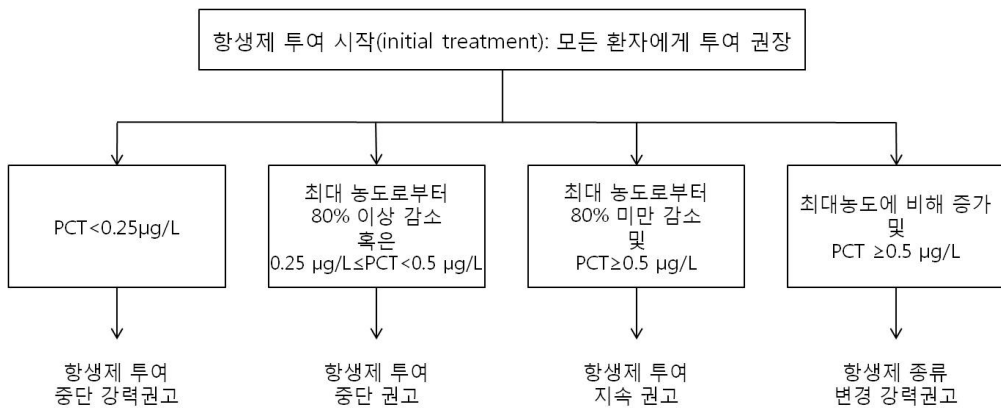 항생제 투여 시작(initial treatment): 모든 환자에게 투여 권장
PCT<0.25µg/L
최대 농도로부터
80% 이상 감소
혹은
0.25 µg/L≤PCT<0.5 µg/L
최대 농도로부터
80% 미만 감소
및
PCT≥0.5 µg/L
최대농도에 비해 증가
및
PCT ≥0.5 µg/L
항생제 투여
중단 강력권고
항생제 투여
중단 권고
항생제 투여
지속 권고
항생제 종류
변경 강력권고